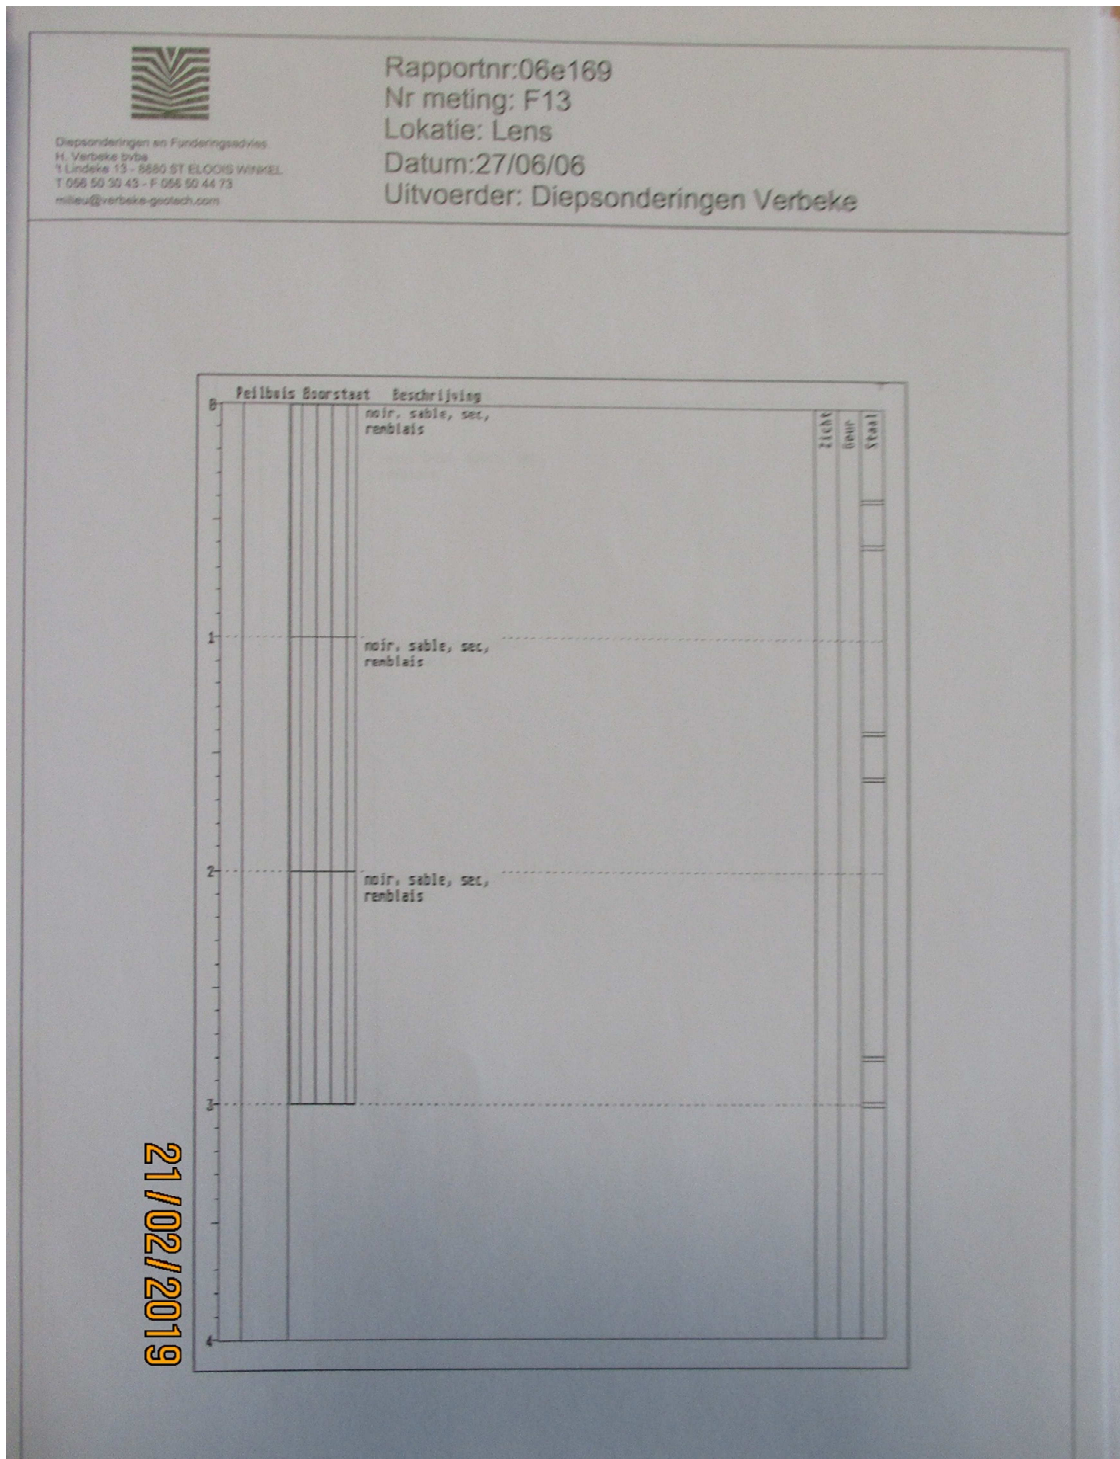 Rapportnr:06e169
Nr meting: F13
Lokatie: Lens
Datum:27/06/06
Uitvoerder: Diepsonderingen Verbeke
Diepsonderingen en Funderingsadvies
H. Verbeke bvba
't Lindeke 13 - 8880 ST ELOOIS WINKEL
T 056 50 30 43 - F 056 50 44 73
milieu@verbeke-geotech.com
Peilbuis Boorstaat Beschrijving
Zicht Geur Staal
0
noir. sable, sec,
remblais
1
noir. sable, sec,
remblais
2
noir. sable, sec,
remblais
3
4
21/02/2019